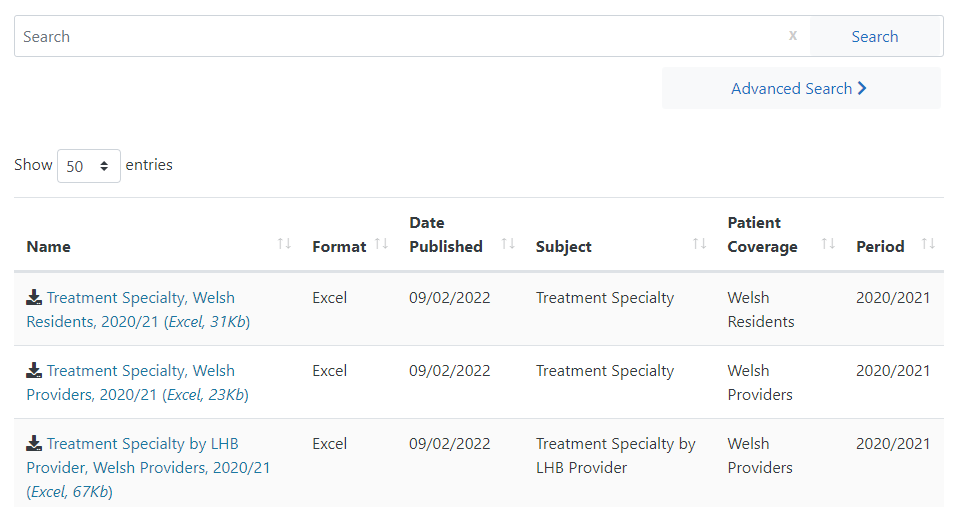 Search x Search
Advanced Search
Show 50 entries
Date Patient
Name Format Published Subject Coverage Period
Treatment Specialty, Welsh Excel 09/02/2022 Treatment Specialty Welsh 2020/2021
Residents, 2020/21 (Excel, 31Kb) Residents
Treatment Specialty, Welsh Excel 09/02/2022 Treatment Specialty Welsh 2020/2021
Providers, 2020/21 (Excel, 23Kb) Providers
Treatment Specialty by LHB Excel 09/02/2022 Treatment Specialty by Welsh 2020/2021
Provider, Welsh Providers, 2020/21 LHB Provider Providers
(Excel, 67Kb)